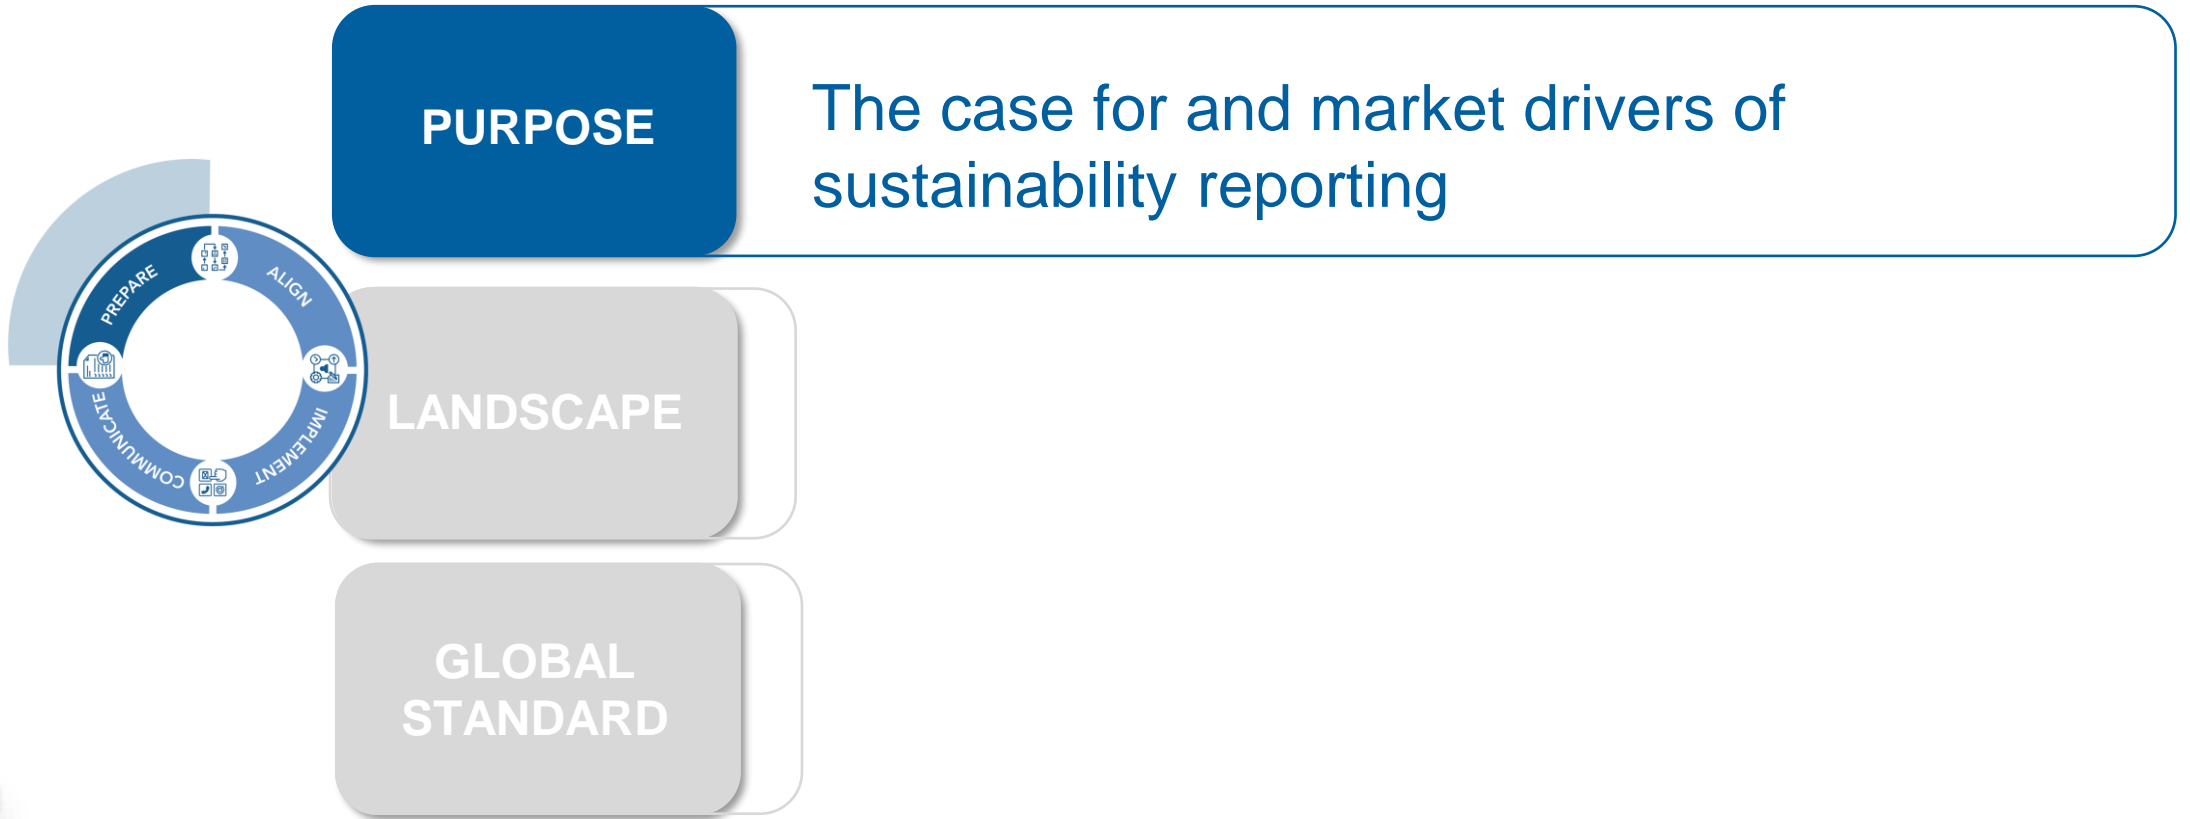 PURPOSE
The case for and market drivers of
sustainability reporting
PREPARE
ALIGN
IMPLEMENT
COMMUNICATE
LANDSCAPE
GLOBAL
STANDARD